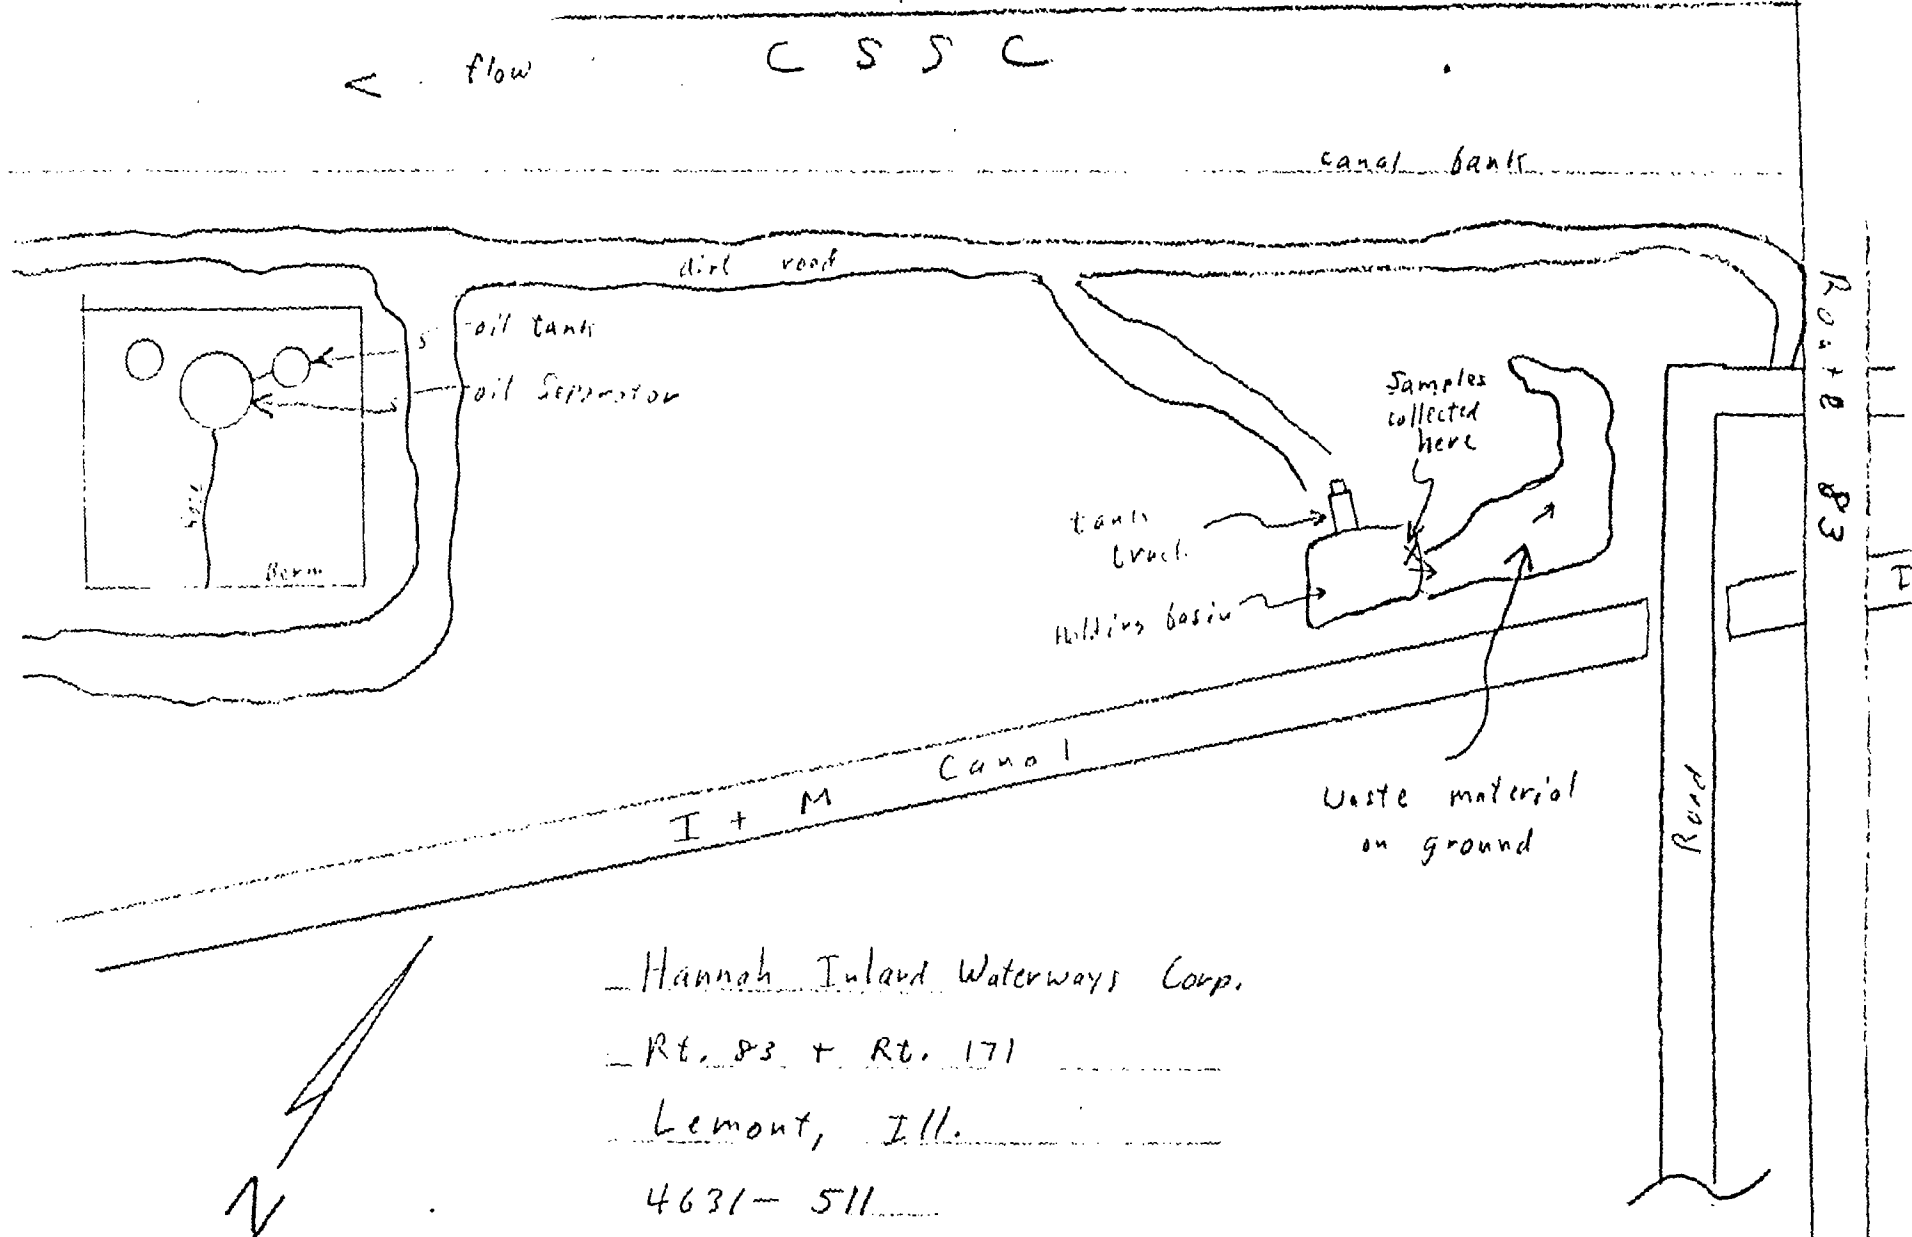 C S S C
< flow
canal bank
dirt road
oil tank
oil Separator
hose
Berm
Samples
collected
here
tank
truck
Holding basin
Route 83
I
I + M Canal
Waste material
on ground
Road
Hannah Inland Waterways Corp.
Rt. 83 + Rt. 171
Lemont, Ill.
4631-511
N